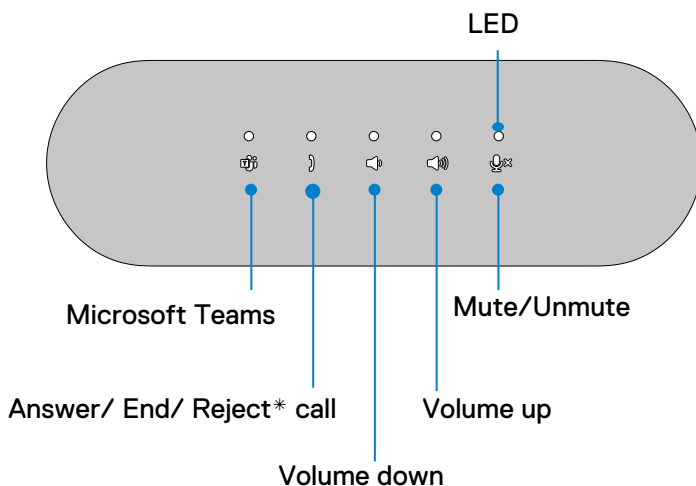 LED
Microsoft Teams
Mute/Unmute
Answer/ End/ Reject* call
Volume up
Volume down